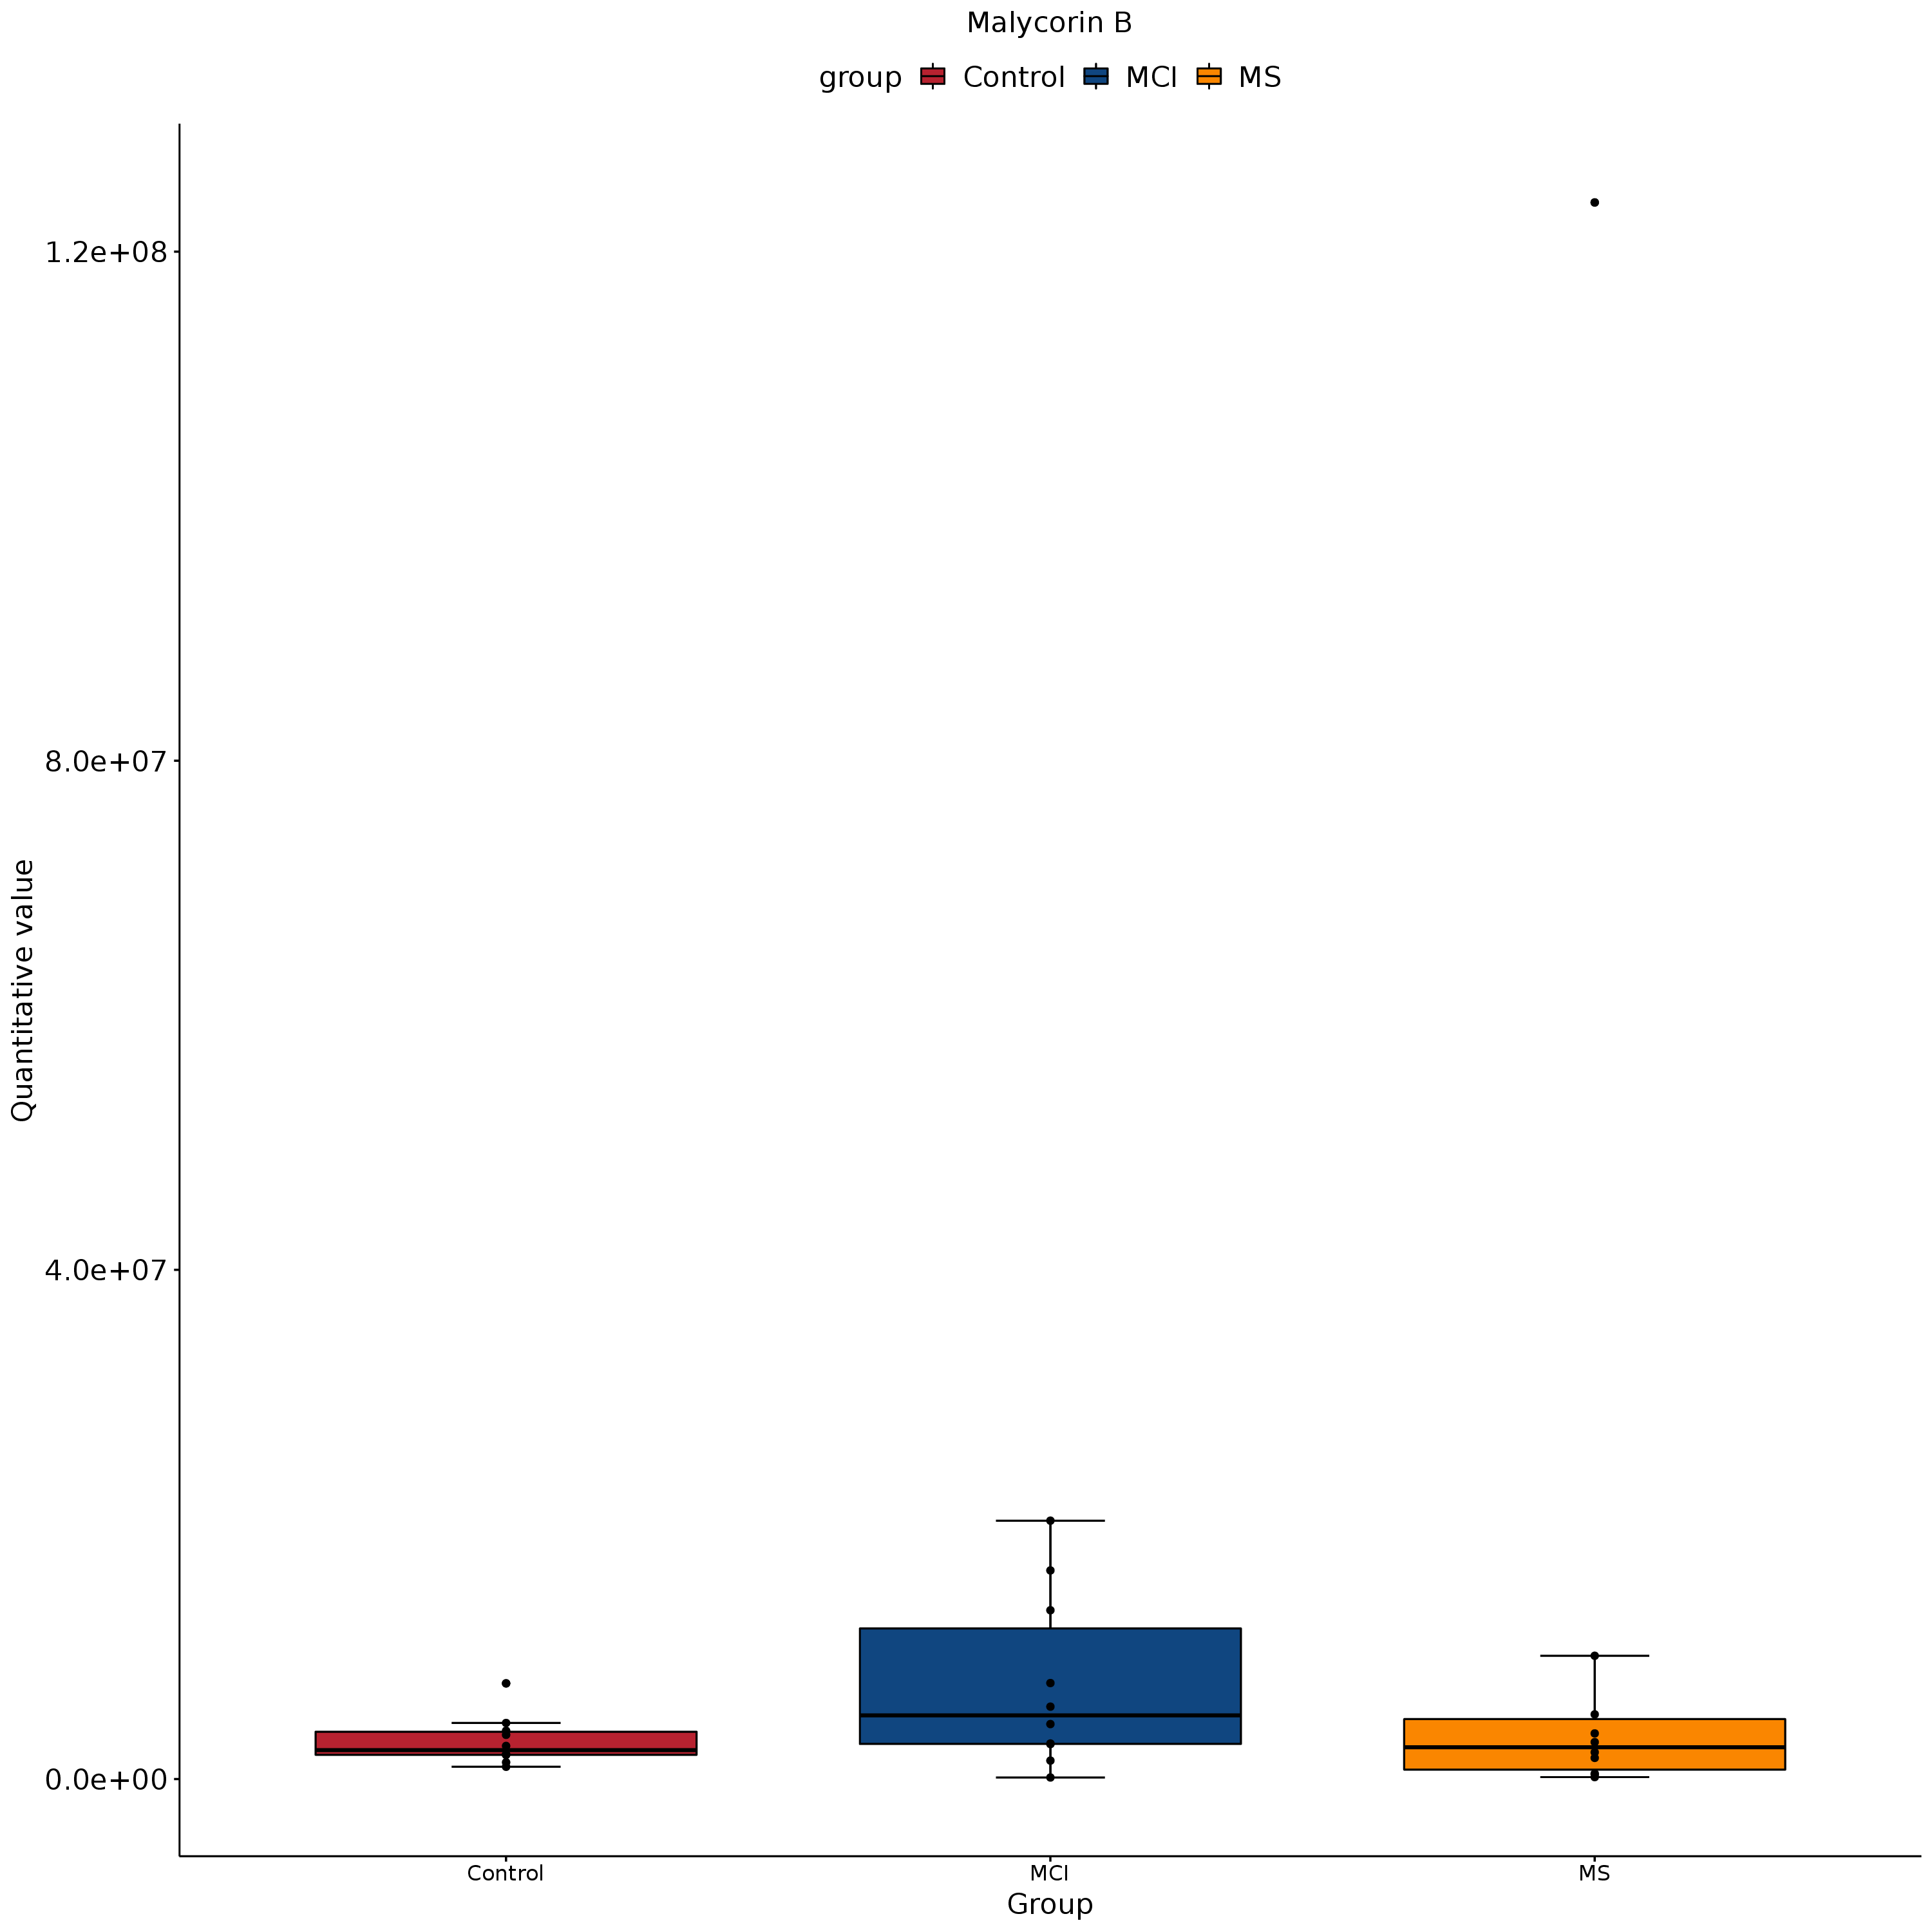 Malycorin B
group Control MCI MS
1.2e+08
8.0e+07
4.0e+07
0.0e+00
Quantitative value
Control MCI MS
Group